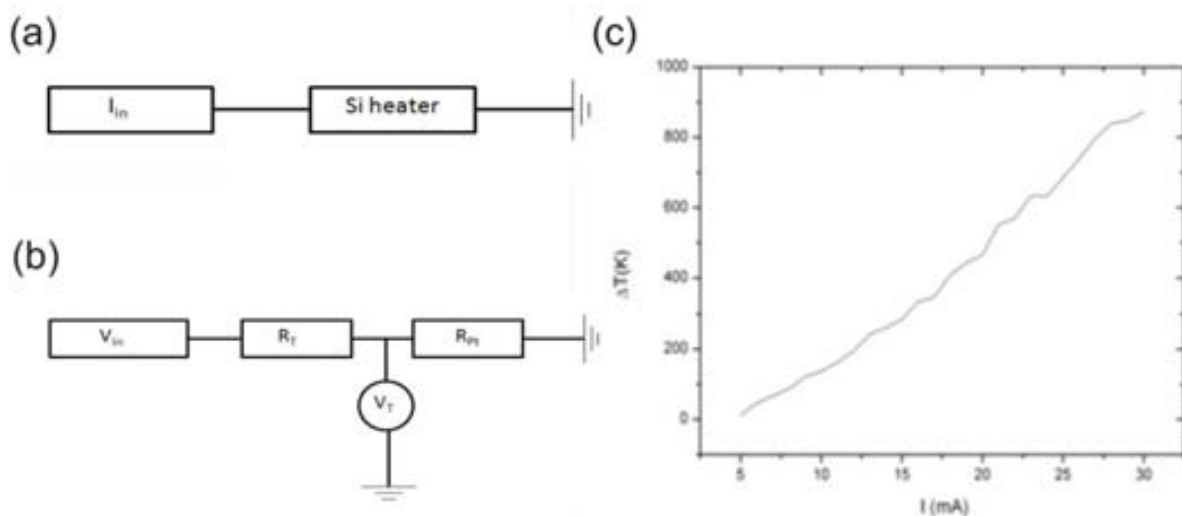 (a)
I_in
Si heater
(b)
V_in
R_T
R_Pt
V_T
(c)
1000
800
600
400
200
0
ΔT(K)
5
10
15
20
25
30
I (mA)